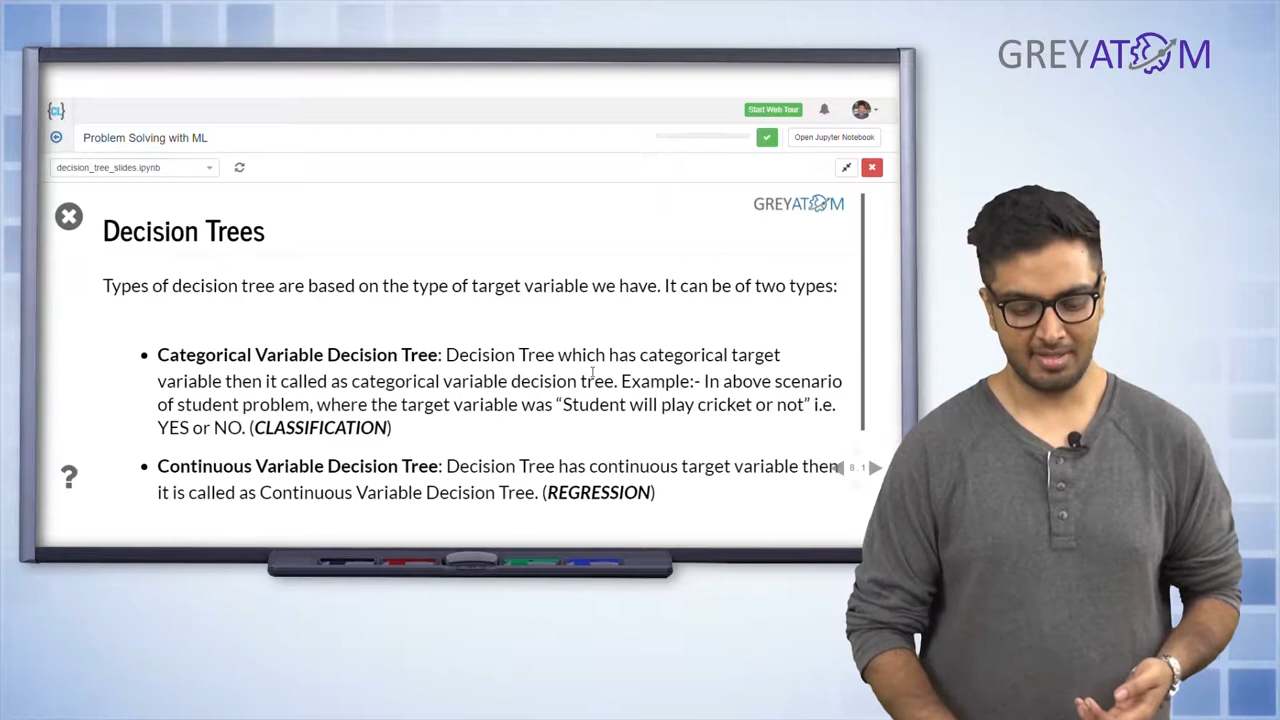 GREYATOM
{CL}
Start Web Tour
Problem Solving with ML
Open Jupyter Notebook
decision_tree_slides.ipynb
GREYATOM
Decision Trees
Types of decision tree are based on the type of target variable we have. It can be of two types:
• Categorical Variable Decision Tree: Decision Tree which has categorical target
variable then it called as categorical variable decision tree. Example:- In above scenario
of student problem, where the target variable was “Student will play cricket or not” i.e.
YES or NO. (CLASSIFICATION)
• Continuous Variable Decision Tree: Decision Tree has continuous target variable then
it is called as Continuous Variable Decision Tree. (REGRESSION)
8.1
?